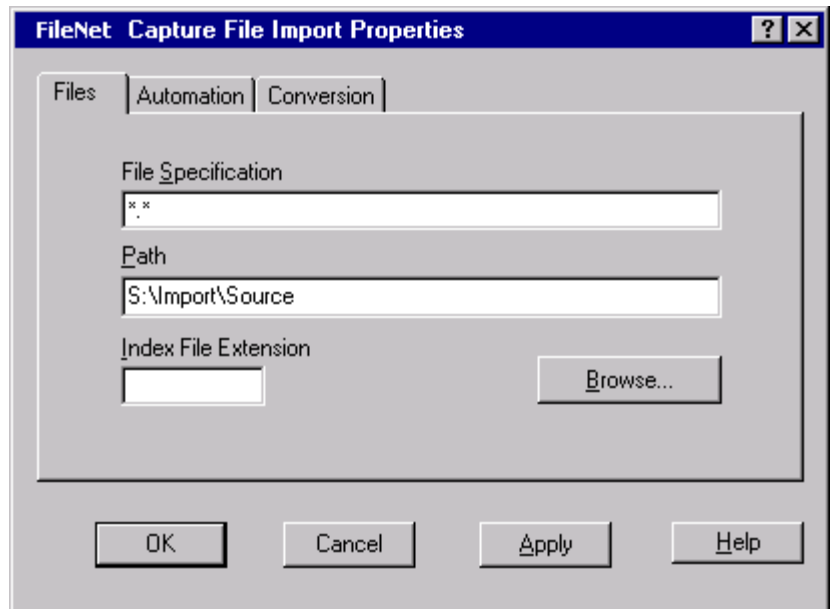 FileNet Capture File Import Properties ? X
Files Automation Conversion
File Specification
*.*
Path
S:\Import\Source
Index File Extension
Browse...
OK Cancel Apply Help